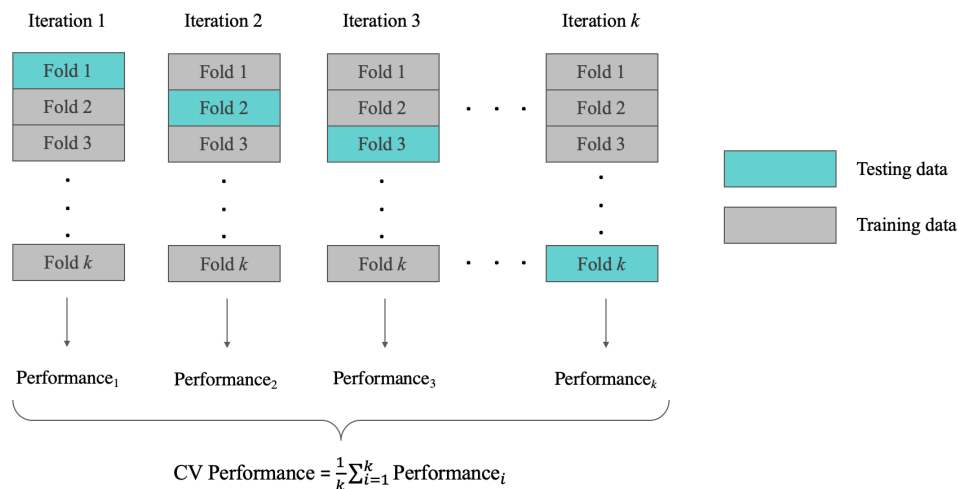 Iteration 1 Iteration 2 Iteration 3 Iteration k
Fold 1 Fold 1 Fold 1 Fold 1
Fold 2 Fold 2 Fold 2 . . . Fold 2
Fold 3 Fold 3 Fold 3 Fold 3
Testing data
Training data
Fold k Fold k Fold k . . . Fold k
Performance₁ Performance₂ Performance₃ Performanceₖ
CV Performance = 1/k ∑ᵢ₌₁ᵏ Performanceᵢ